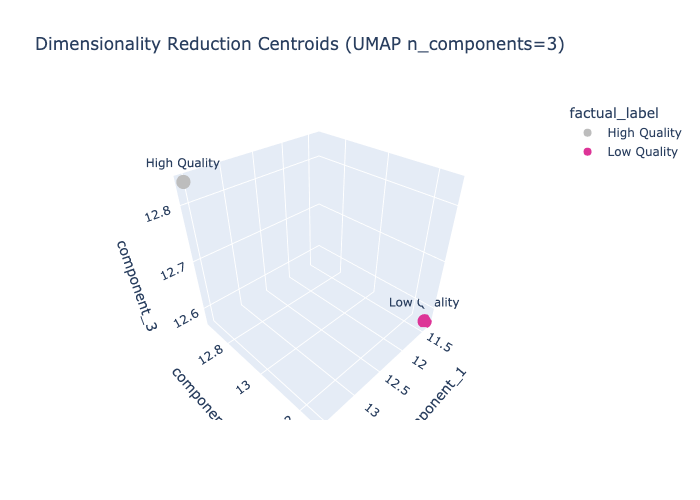 Dimensionality Reduction Centroids (UMAP n_components=3)
factual_label
High Quality
Low Quality
High Quality
12.8
12.7
12.6
component_3
12.8
13
Low Quality
11.5
12
12.5
13